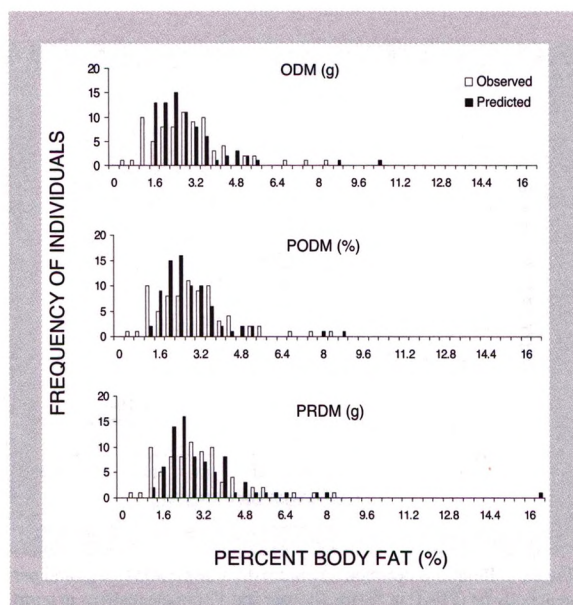 FREQUENCY OF INDIVIDUALS
ODM (g)
Observed
Predicted
20
15
10
5
0
0 1.6 3.2 4.8 6.4 8 9.6 11.2 12.8 14.4 16
PODM (%)
20
15
10
5
0
0 1.6 3.2 4.8 6.4 8 9.6 11.2 12.8 14.4 16
PRDM (g)
20
15
10
5
0
0 1.6 3.2 4.8 6.4 8 9.6 11.2 12.8 14.4 16
PERCENT BODY FAT (%)